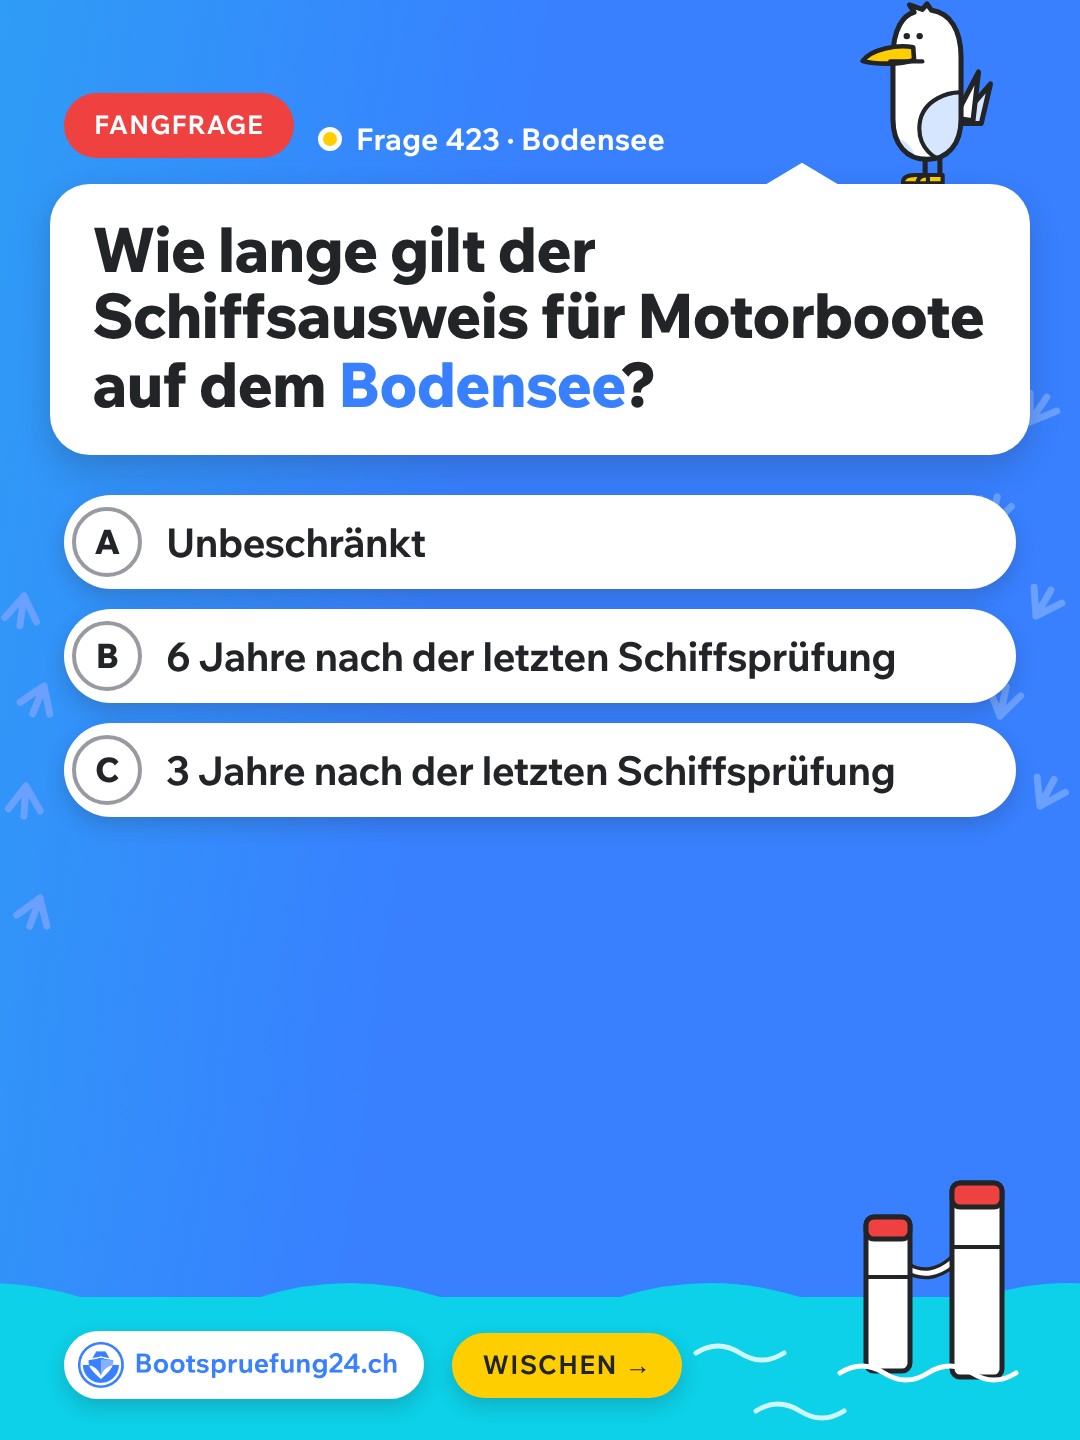 FANGFRAGE
Frage 423 · Bodensee
Wie lange gilt der
Schiffsausweis für Motorboote
auf dem Bodensee?
A Unbeschränkt
B 6 Jahre nach der letzten Schiffsprüfung
C 3 Jahre nach der letzten Schiffsprüfung
Bootspruefung24.ch
WISCHEN →